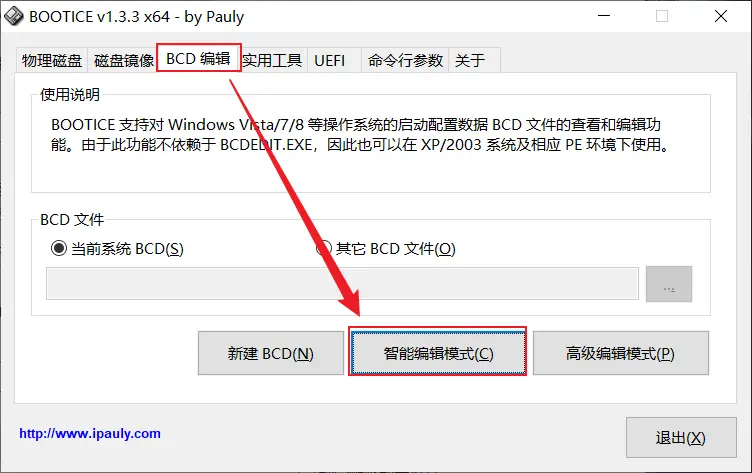 BOOTICE v1.3.3 x64 - by Pauly
物理磁盘 磁盘镜像 BCD 编辑 实用工具 UEFI 命令行参数 关于
使用说明
BOOTICE 支持对 Windows Vista/7/8 等操作系统的启动配置数据 BCD 文件的查看和编辑功
能。由于此功能不依赖于 BCDEDIT.EXE，因此也可以在 XP/2003 系统及相应 PE 环境下使用。
BCD 文件
当前系统 BCD(S) 其它 BCD 文件(O)
...
新建 BCD(N) 智能编辑模式(C) 高级编辑模式(P)
http://www.ipauly.com
退出(X)